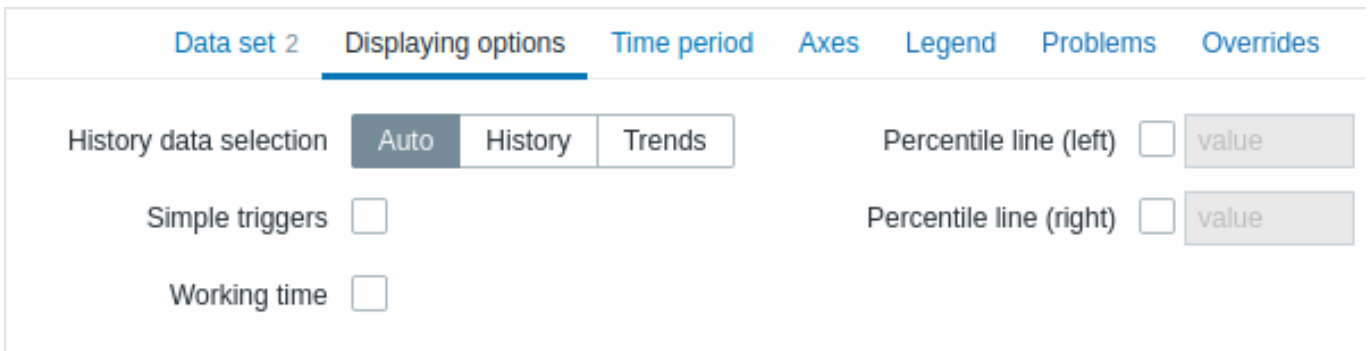 Data set 2 Displaying options Time period Axes Legend Problems Overrides
History data selection Auto History Trends Percentile line (left) value
Simple triggers Percentile line (right) value
Working time